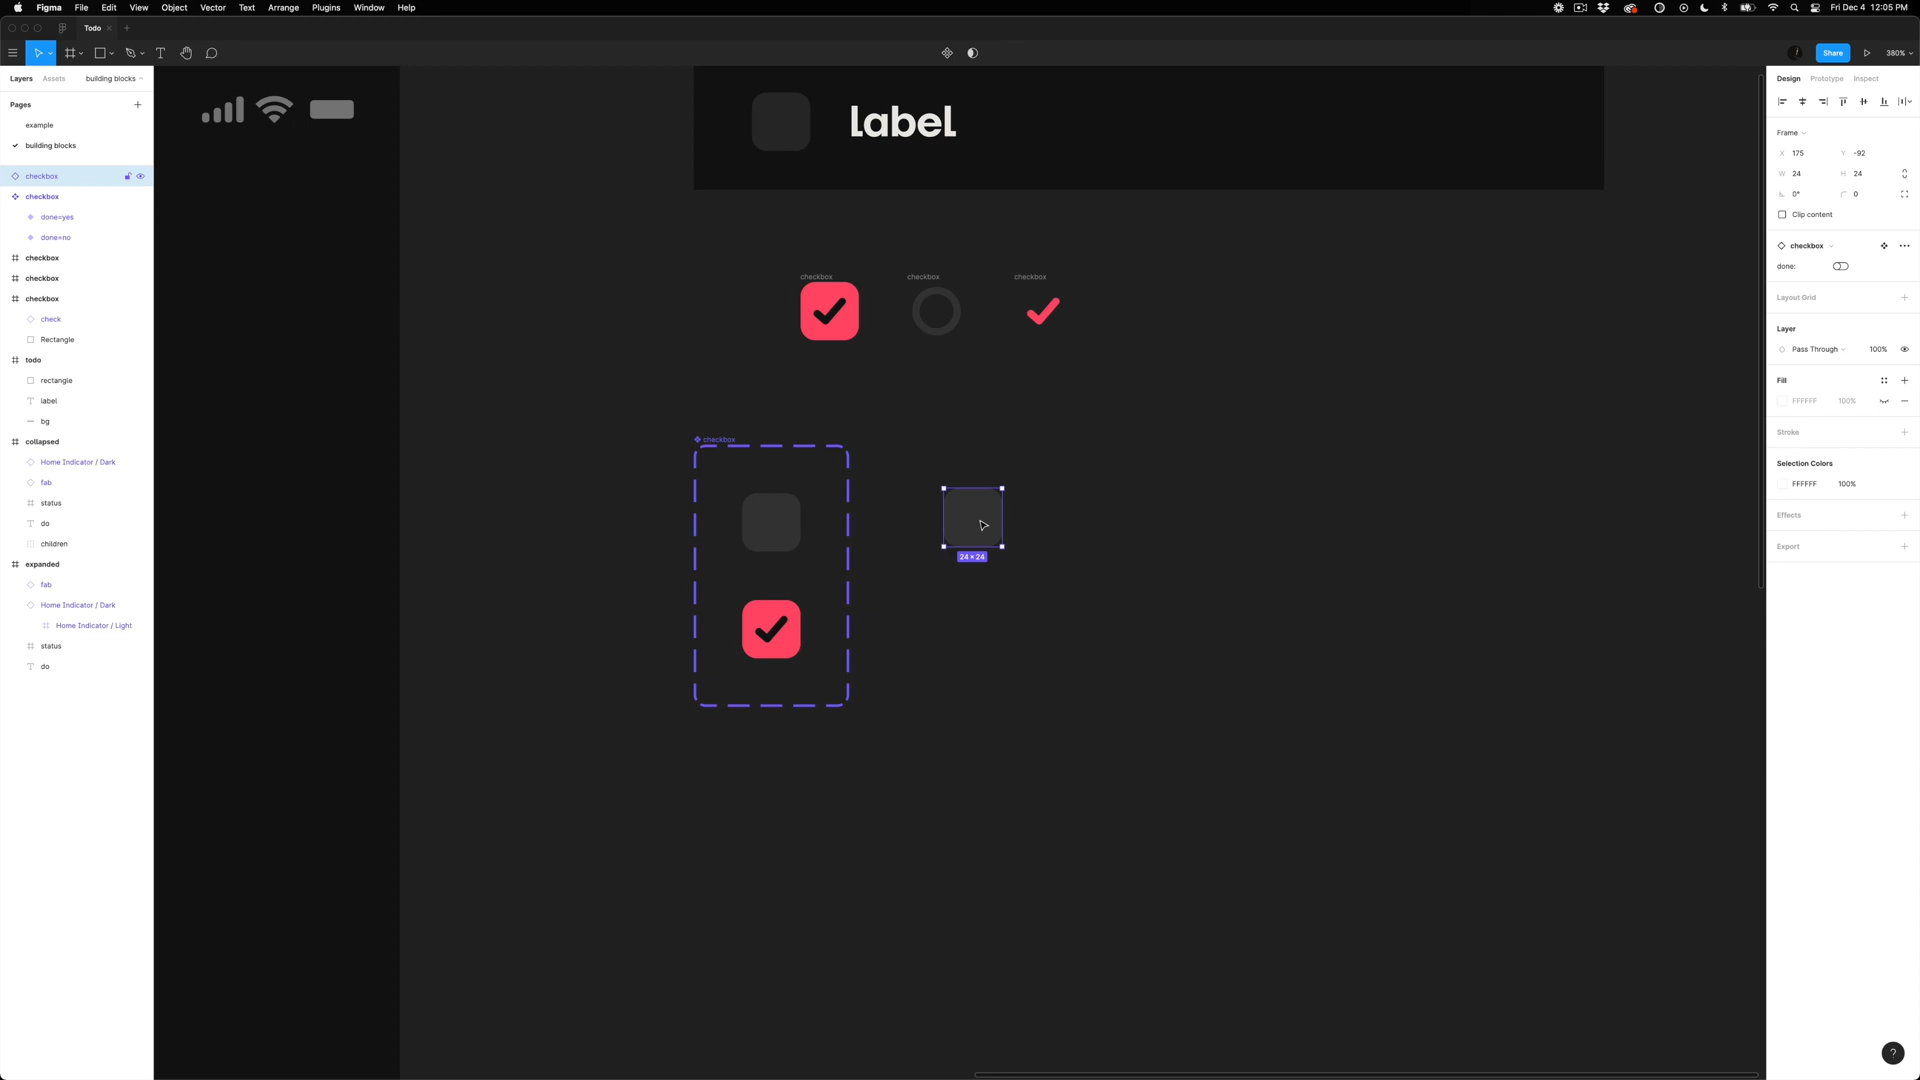 Figma File Edit View Object Vector Text Arrange Plugins Window Help Fri Dec 4 12:05 PM
Todo
Share 380%
Layers Assets building blocks
Pages
example
building blocks
checkbox
checkbox
done=yes
done=no
checkbox
checkbox
checkbox
check
Rectangle
todo
rectangle
label
bg
collapsed
Home Indicator / Dark
fab
status
do
children
expanded
fab
Home Indicator / Dark
Home Indicator / Light
status
do
label
checkbox checkbox checkbox
checkbox
24 × 24
Design Prototype Inspect
Frame
X 175 Y -92
W 24 H 24
0° 0
Clip content
checkbox
done:
Layout Grid
Layer
Pass Through 100%
Fill
FFFFFF 100%
Stroke
Selection Colors
FFFFFF 100%
Effects
Export
?